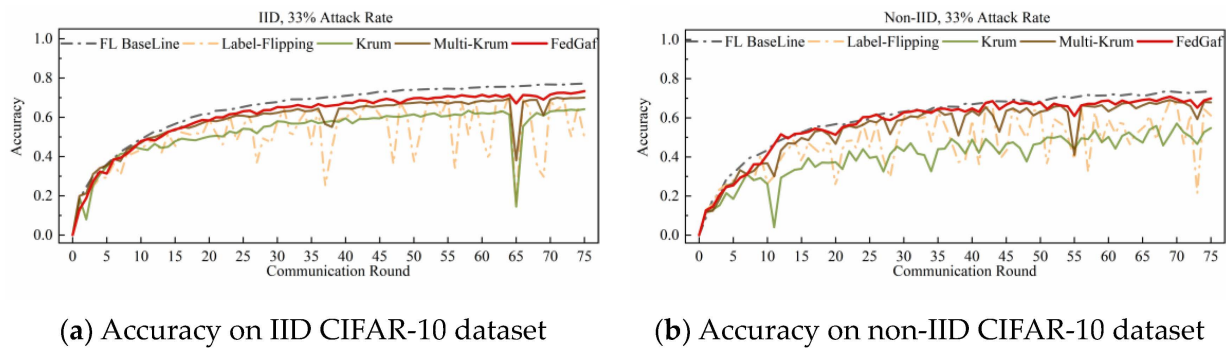 IID, 33% Attack Rate
FL BaseLine Label-Flipping Krum Multi-Krum FedGaf
1.0
0.8
0.6
0.4
0.2
0.0
Accuracy
0 5 10 15 20 25 30 35 40 45 50 55 60 65 70 75
Communication Round
(a) Accuracy on IID CIFAR-10 dataset
Non-IID, 33% Attack Rate
FL BaseLine Label-Flipping Krum Multi-Krum FedGaf
1.0
0.8
0.6
0.4
0.2
0.0
Accuracy
0 5 10 15 20 25 30 35 40 45 50 55 60 65 70 75
Communication Round
(b) Accuracy on non-IID CIFAR-10 dataset